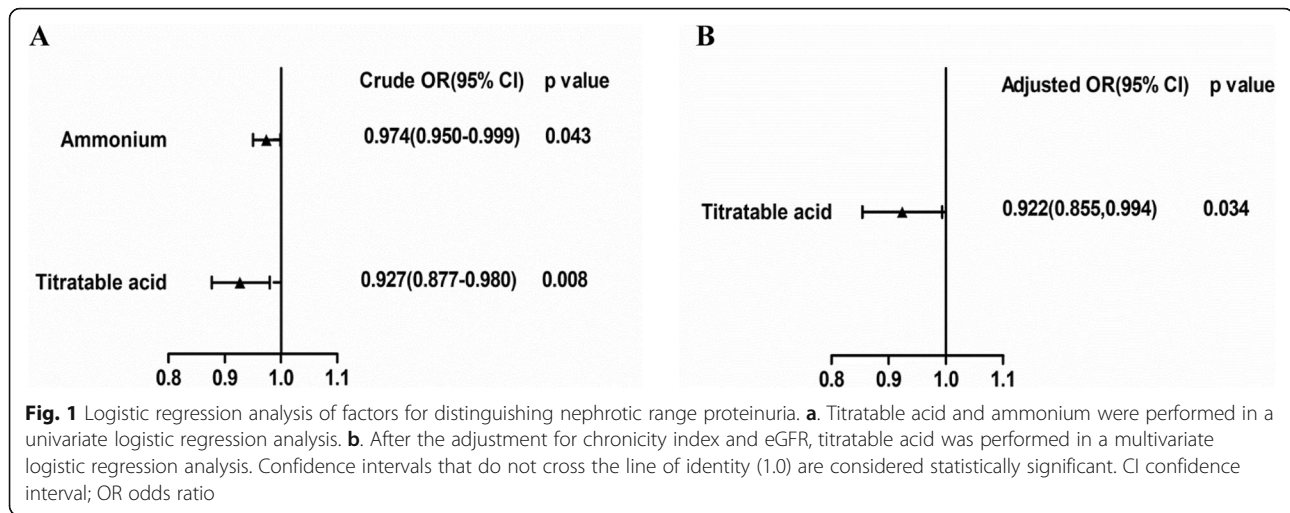 A
Crude OR(95% CI) p value
Ammonium 0.974(0.950-0.999) 0.043
Titratable acid 0.927(0.877-0.980) 0.008
0.8 0.9 1.0 1.1
B
Adjusted OR(95% CI) p value
Titratable acid 0.922(0.855,0.994) 0.034
0.8 0.9 1.0 1.1
Fig. 1 Logistic regression analysis of factors for distinguishing nephrotic range proteinuria. a. Titratable acid and ammonium were performed in a
univariate logistic regression analysis. b. After the adjustment for chronicity index and eGFR, titratable acid was performed in a multivariate
logistic regression analysis. Confidence intervals that do not cross the line of identity (1.0) are considered statistically significant. CI confidence
interval; OR odds ratio